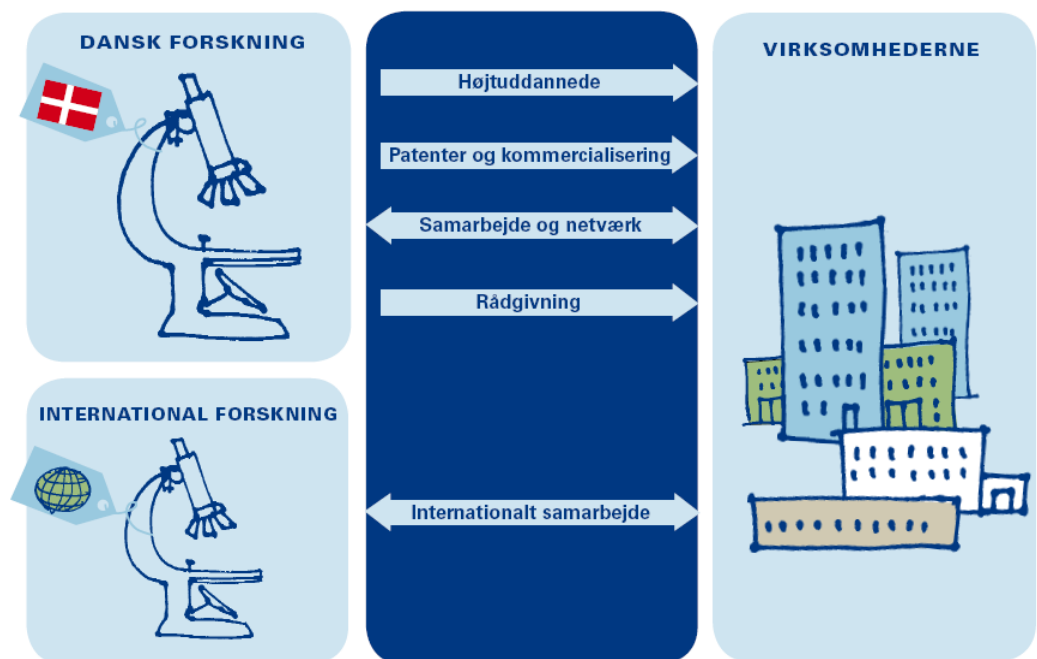 DANSK FORSKNING
Højtuddannede
Patenter og kommercialisering
Samarbejde og netværk
Rådgivning
INTERNATIONAL FORSKNING
Internationalt samarbejde
VIRKSOMHEDERNE